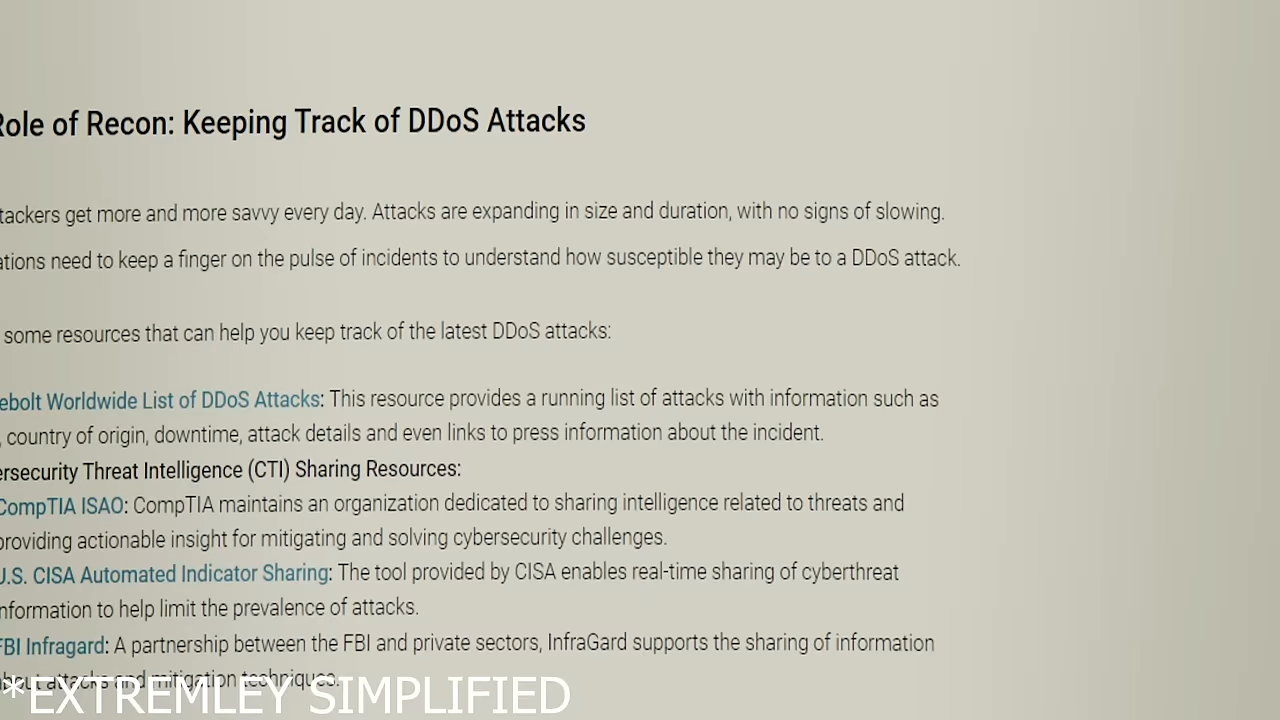 Role of Recon: Keeping Track of DDoS Attacks
tackers get more and more savvy every day. Attacks are expanding in size and duration, with no signs of slowing.
ations need to keep a finger on the pulse of incidents to understand how susceptible they may be to a DDoS attack.
some resources that can help you keep track of the latest DDoS attacks:
ebolt Worldwide List of DDoS Attacks: This resource provides a running list of attacks with information such as
, country of origin, downtime, attack details and even links to press information about the incident.
ersecurity Threat Intelligence (CTI) Sharing Resources:
CompTIA ISAO: CompTIA maintains an organization dedicated to sharing intelligence related to threats and
providing actionable insight for mitigating and solving cybersecurity challenges.
U.S. CISA Automated Indicator Sharing: The tool provided by CISA enables real-time sharing of cyberthreat
information to help limit the prevalence of attacks.
FBI Infragard: A partnership between the FBI and private sectors, InfraGard supports the sharing of information
about attacks and mitigation techniques.
*EXTREMLEY SIMPLIFIED